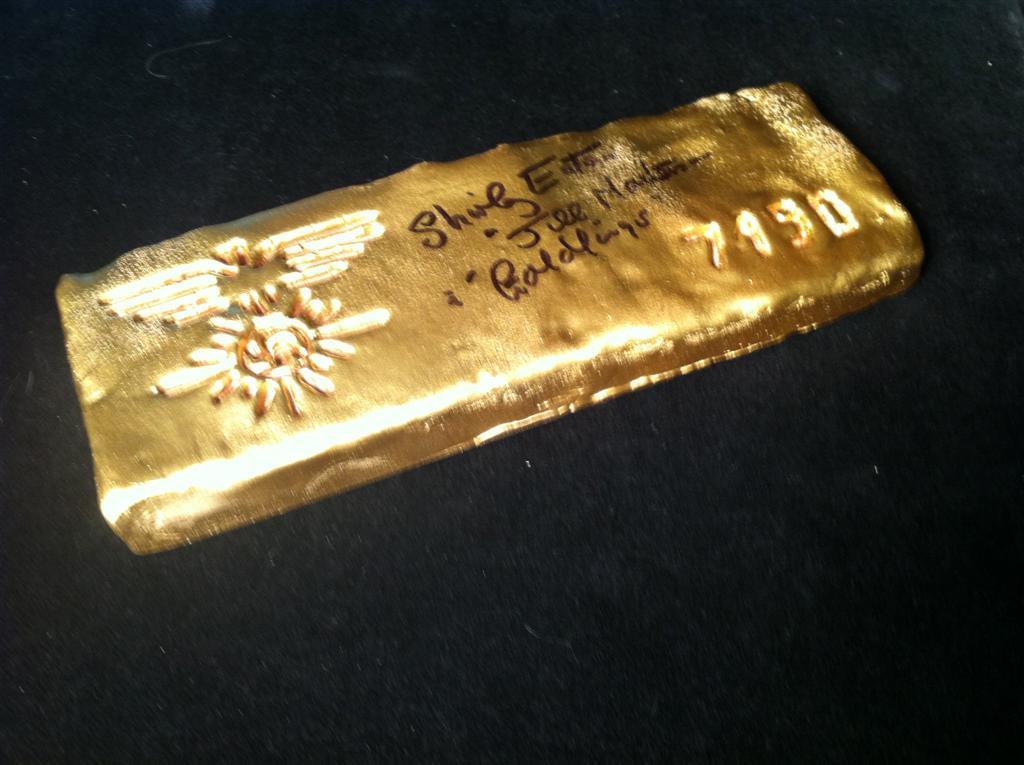 Shirley Eaton
"Jill Masterson"
"Goldfinger"
7930